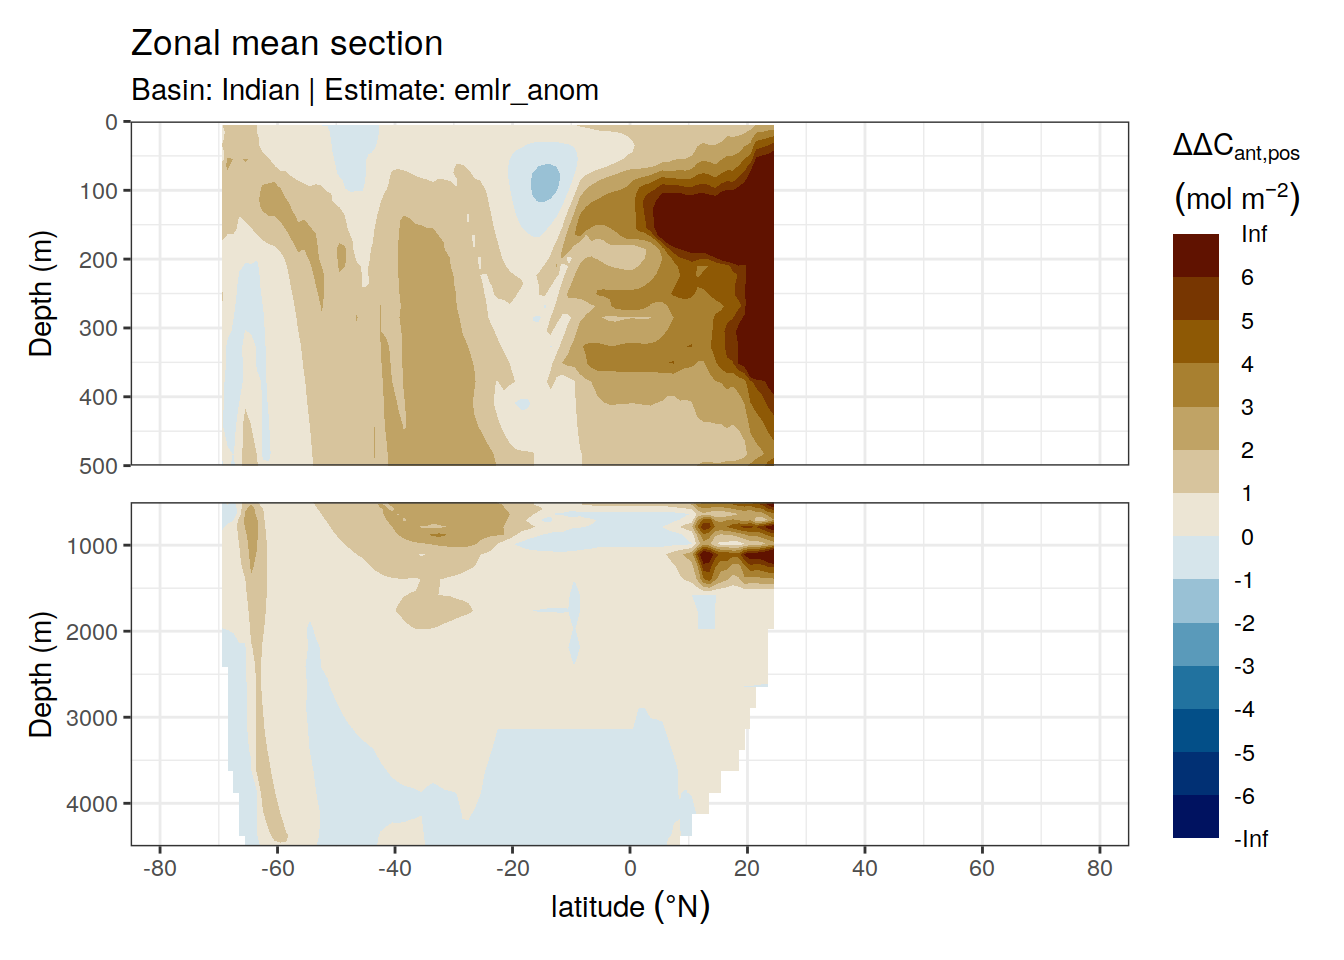 Zonal mean section
Basin: Indian | Estimate: emlr_anom
0
100
200
300
400
500
Depth (m)
1000
2000
3000
4000
Depth (m)
-80 -60 -40 -20 0 20 40 60 80
latitude (°N)
ΔΔC_ant,pos
(mol m⁻²)
Inf
6
5
4
3
2
1
0
-1
-2
-3
-4
-5
-6
-Inf